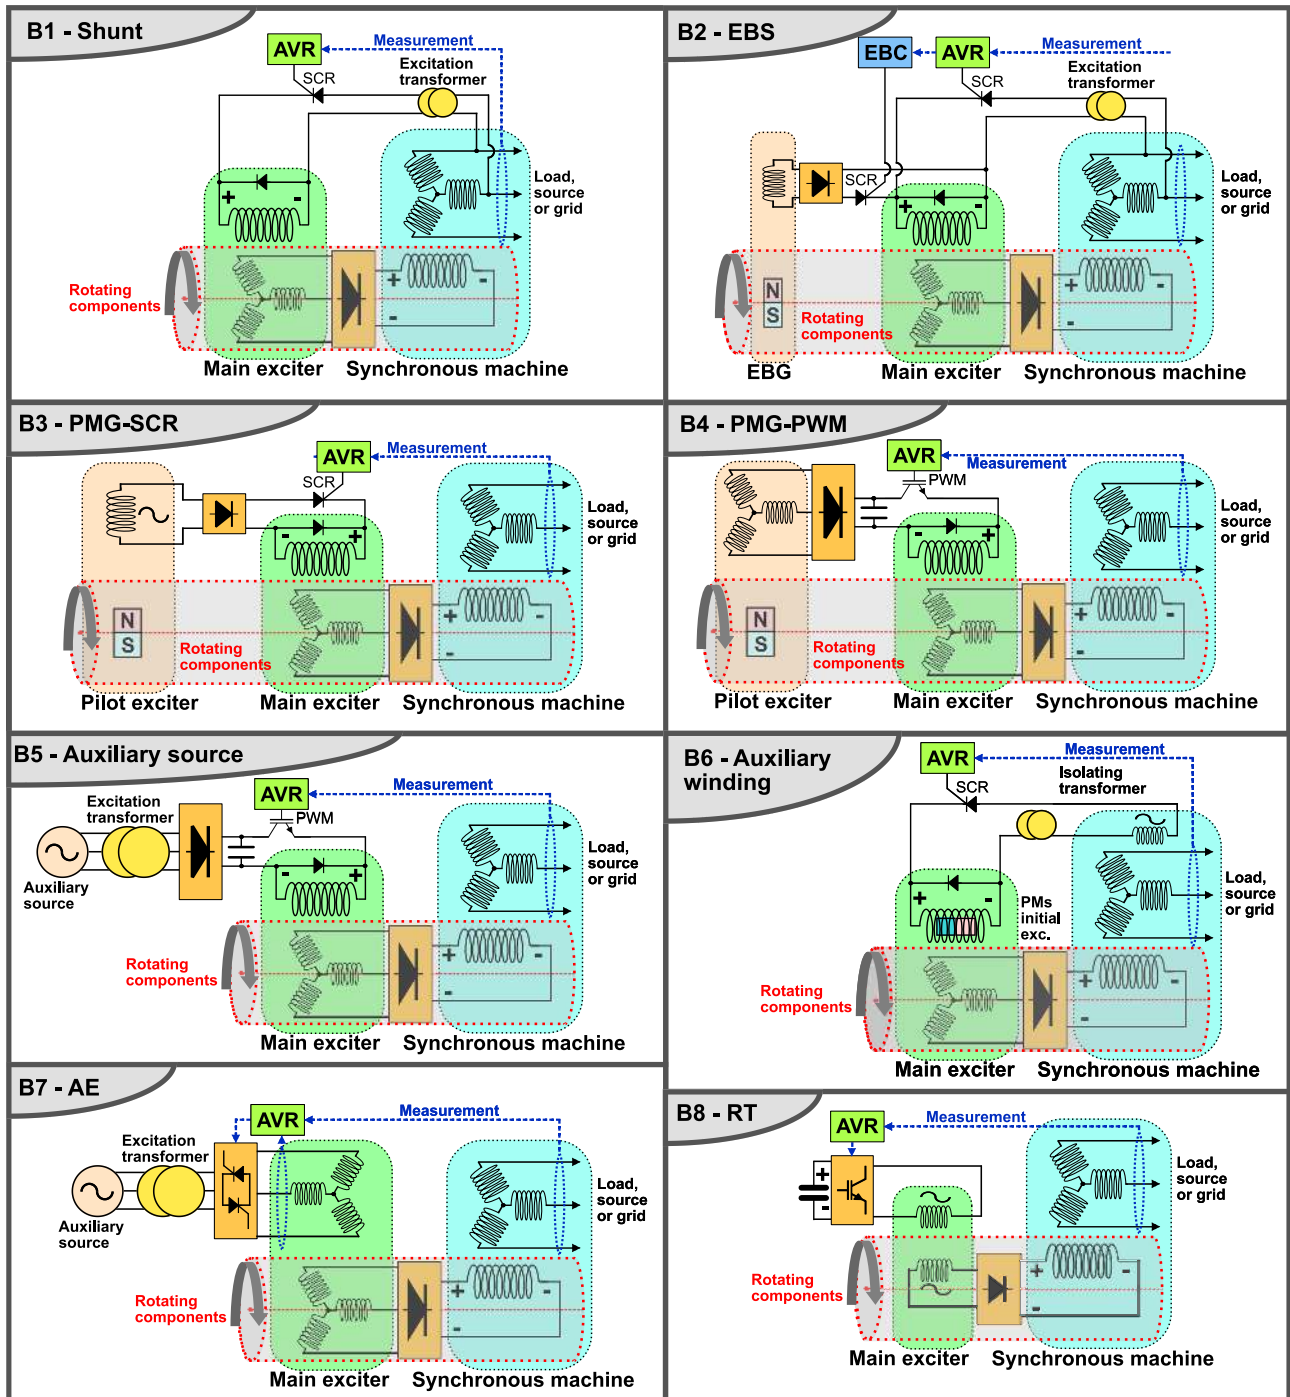 B1 - Shunt
AVR
Measurement
SCR
Excitation
transformer
Load,
source
or grid
+
-
Rotating
components
+
-
-
Main exciter
Synchronous machine
B2 - EBS
EBC
AVR
Measurement
SCR
Excitation
transformer
SCR
Load,
source
or grid
+
-
N
S
Rotating
components
+
-
-
EBG
Main exciter
Synchronous machine
B3 - PMG-SCR
AVR
Measurement
SCR
Load,
source
or grid
-
+
N
S
Rotating
components
+
-
-
Pilot exciter
Main exciter
Synchronous machine
B4 - PMG-PWM
AVR
Measurement
PWM
Load,
source
or grid
-
+
N
S
Rotating
components
+
-
-
Pilot exciter
Main exciter
Synchronous machine
B5 - Auxiliary source
Excitation
transformer
AVR
Measurement
PWM
Auxiliary
source
Load,
source
or grid
-
+
Rotating
components
+
-
-
Main exciter
Synchronous machine
B6 - Auxiliary
winding
AVR
Measurement
SCR
Isolating
transformer
Load,
source
or grid
+
-
PMs
initial
exc.
Rotating
components
+
-
-
Main exciter
Synchronous machine
B7 - AE
AVR
Measurement
Excitation
transformer
Auxiliary
source
Load,
source
or grid
Rotating
components
+
-
-
Main exciter
Synchronous machine
B8 - RT
AVR
Measurement
+
-
Load,
source
or grid
Rotating
components
+
-
-
Main exciter
Synchronous machine